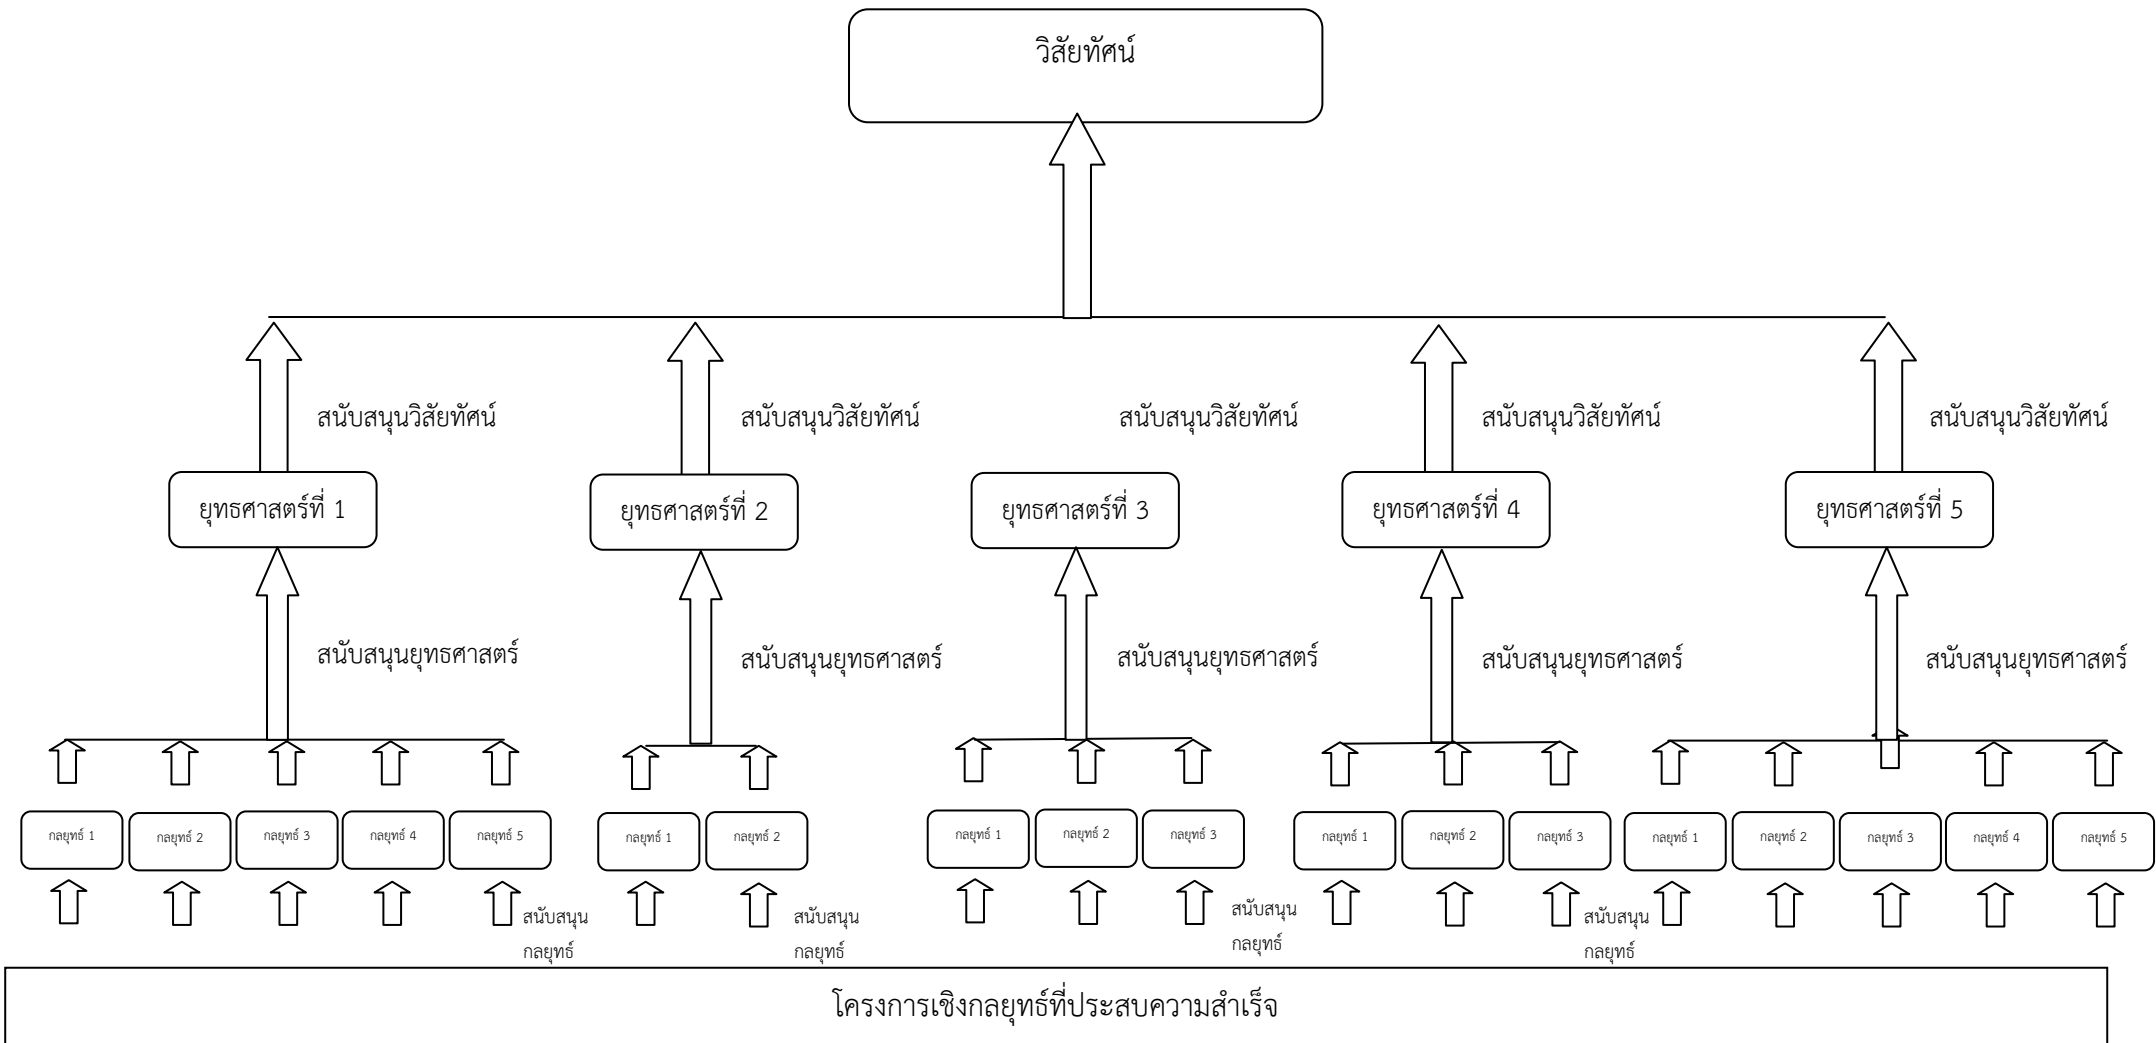 วิสัยทัศน์
สนับสนุนวิสัยทัศน์
สนับสนุนวิสัยทัศน์
สนับสนุนวิสัยทัศน์
สนับสนุนวิสัยทัศน์
สนับสนุนวิสัยทัศน์
ยุทธศาสตร์ที่ 1
ยุทธศาสตร์ที่ 2
ยุทธศาสตร์ที่ 3
ยุทธศาสตร์ที่ 4
ยุทธศาสตร์ที่ 5
สนับสนุนยุทธศาสตร์
สนับสนุนยุทธศาสตร์
สนับสนุนยุทธศาสตร์
สนับสนุนยุทธศาสตร์
สนับสนุนยุทธศาสตร์
กลยุทธ์ 1
กลยุทธ์ 2
กลยุทธ์ 3
กลยุทธ์ 4
กลยุทธ์ 5
กลยุทธ์ 1
กลยุทธ์ 2
กลยุทธ์ 1
กลยุทธ์ 2
กลยุทธ์ 3
กลยุทธ์ 1
กลยุทธ์ 2
กลยุทธ์ 3
กลยุทธ์ 1
กลยุทธ์ 2
กลยุทธ์ 3
กลยุทธ์ 4
กลยุทธ์ 5
สนับสนุน
กลยุทธ์
สนับสนุน
กลยุทธ์
สนับสนุน
กลยุทธ์
สนับสนุน
กลยุทธ์
โครงการเชิงกลยุทธ์ที่ประสบความสำเร็จ